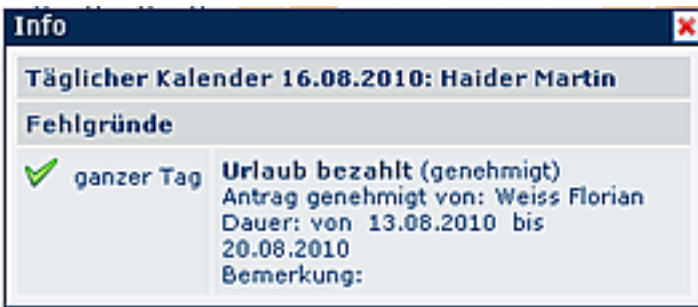 Info
Täglicher Kalender 16.08.2010: Haider Martin
Fehlgründe
ganzer Tag
Urlaub bezahlt (genehmigt)
Antrag genehmigt von: Weiss Florian
Dauer: von 13.08.2010 bis
20.08.2010
Bemerkung: